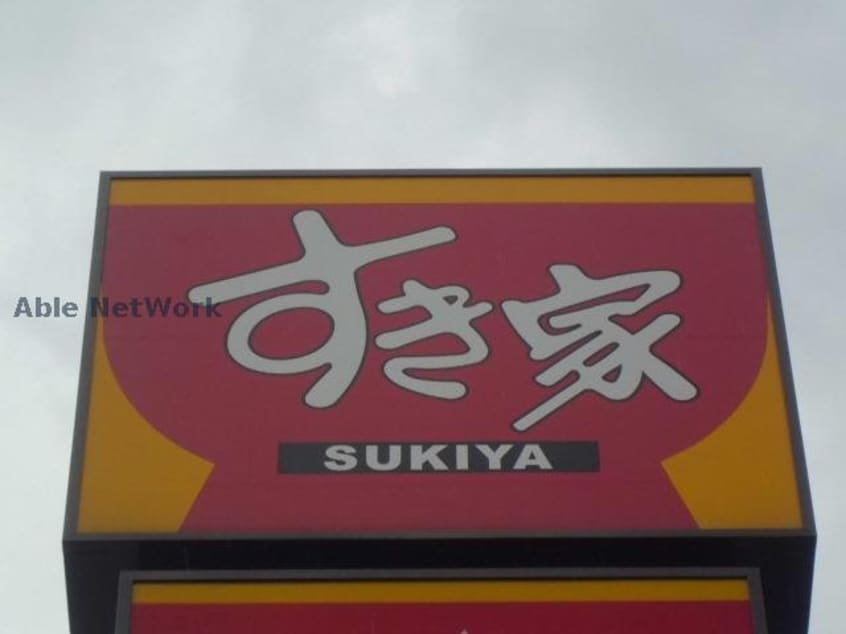 すき家
Able NetWork
SUKIYA